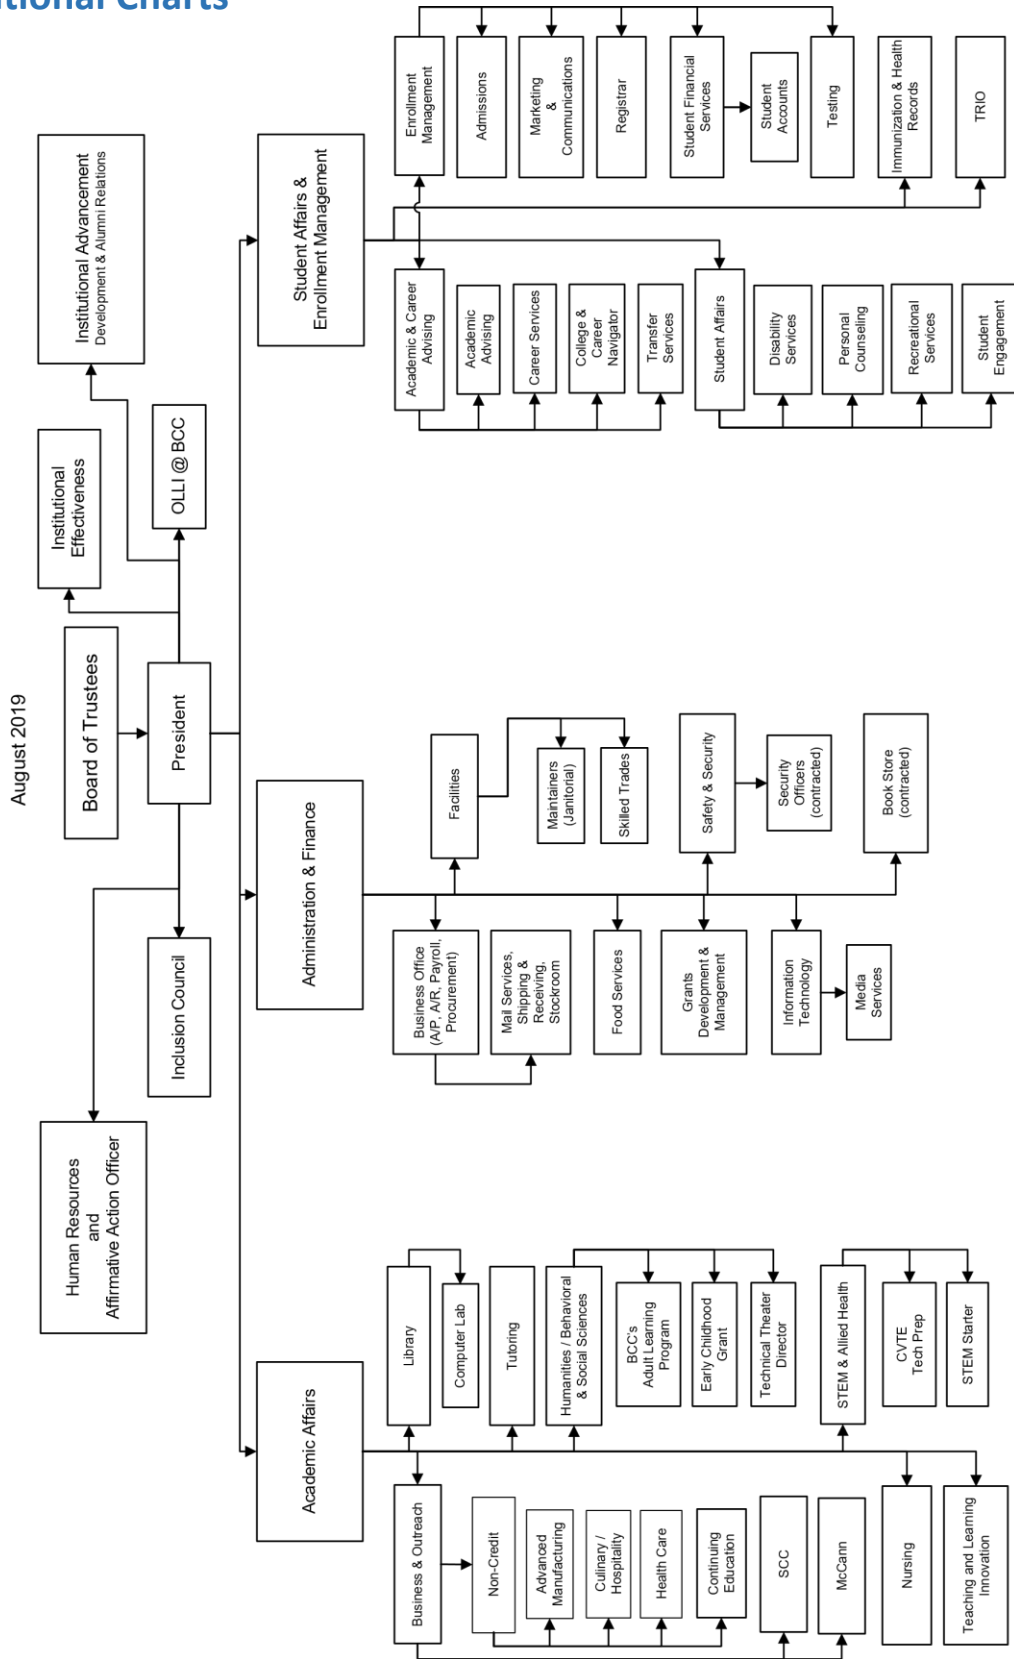 itional Charts
August 2019
Board of Trustees
President
Human Resources
and
Affirmative Action Officer
Inclusion Council
Institutional
Effectiveness
OLLI @ BCC
Institutional Advancement
Development & Alumni Relations
Academic Affairs
Business & Outreach
Non-Credit
Advanced
Manufacturing
Culinary /
Hospitality
Health Care
Continuing
Education
SCC
McCann
Nursing
Teaching and Learning
Innovation
Library
Computer Lab
Tutoring
Humanities / Behavioral
& Social Sciences
BCC's
Adult Learning
Program
Early Childhood
Grant
Technical Theater
Director
STEM & Allied Health
CVTE
Tech Prep
STEM Starter
Administration & Finance
Business Office
(A/P, A/R, Payroll,
Procurement)
Mail Services,
Shipping &
Receiving,
Stockroom
Food Services
Grants
Development &
Management
Information
Technology
Media
Services
Facilities
Maintainers
(Janitorial)
Skilled Trades
Safety & Security
Security
Officers
(contracted)
Book Store
(contracted)
Student Affairs &
Enrollment Management
Academic & Career
Advising
Academic
Advising
Career Services
College &
Career
Navigator
Transfer
Services
Student Affairs
Disability
Services
Personal
Counseling
Recreational
Services
Student
Engagement
Enrollment
Management
Admissions
Marketing
&
Communications
Registrar
Student Financial
Services
Student
Accounts
Testing
Immunization & Health
Records
TRIO